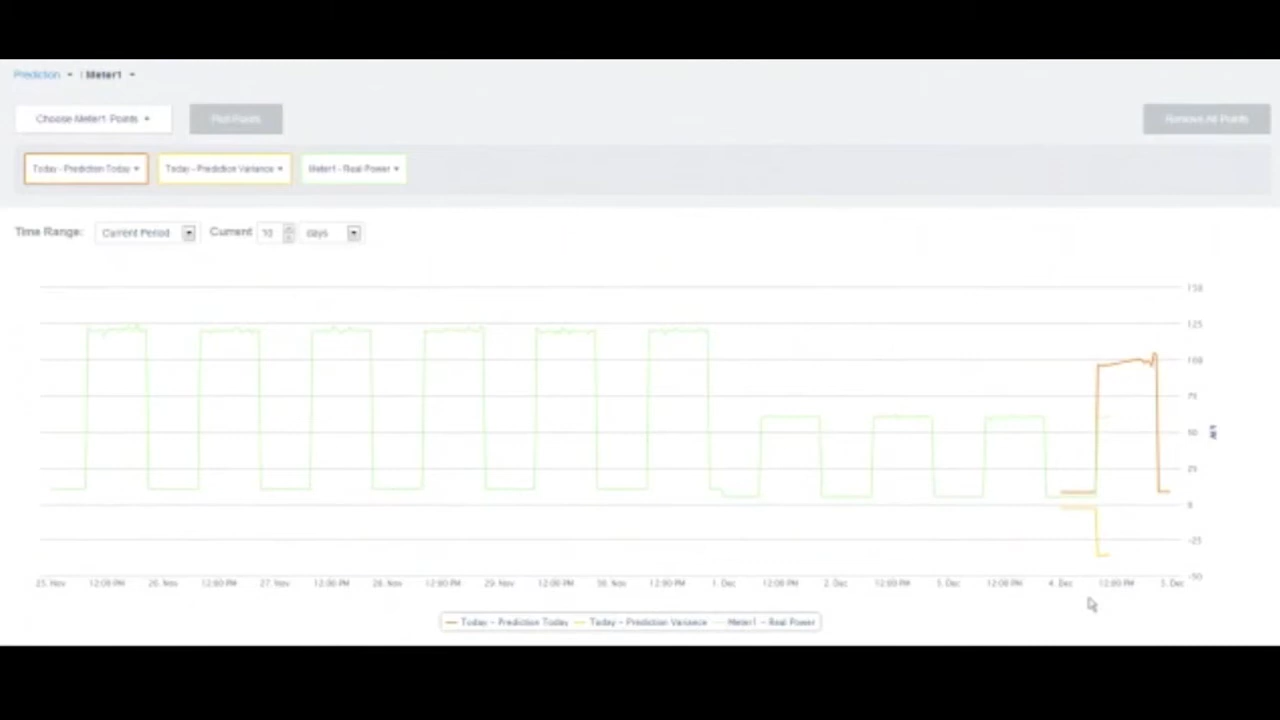 Prediction | Meter1
Choose Meter1 Points Plot Points Remove All Points
Today - Prediction Today Today - Prediction Variance Meter1 - Real Power
Time Range: Current Period Current 10 days
150
125
100
75
50
kW
25
0
-25
-50
25. Nov 12:00 PM 26. Nov 12:00 PM 27. Nov 12:00 PM 28. Nov 12:00 PM 29. Nov 12:00 PM 30. Nov 12:00 PM 1. Dec 12:00 PM 2. Dec 12:00 PM 3. Dec 12:00 PM 4. Dec 12:00 PM 5. Dec
Today - Prediction Today Today - Prediction Variance Meter1 - Real Power